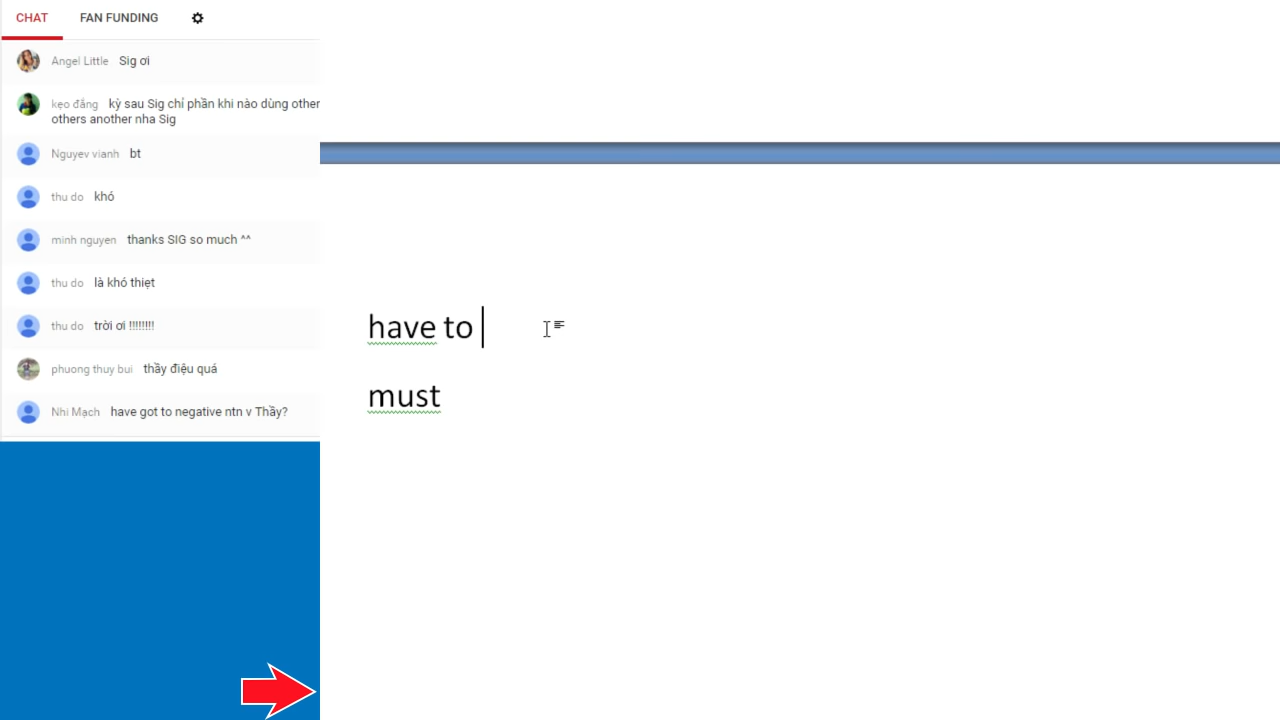 CHAT FAN FUNDING
Angel Little Sig ơi
kẹo đắng kỳ sau Sig chỉ phần khi nào dùng other
others another nha Sig
Nguyev vianh bt
thu do khó
minh nguyen thanks SIG so much ^^
thu do là khó thiẹt
thu do trời ơi !!!!!!!!
phuong thuy bui thầy điệu quá
Nhi Mạch have got to negative ntn v Thầy?
have to
must